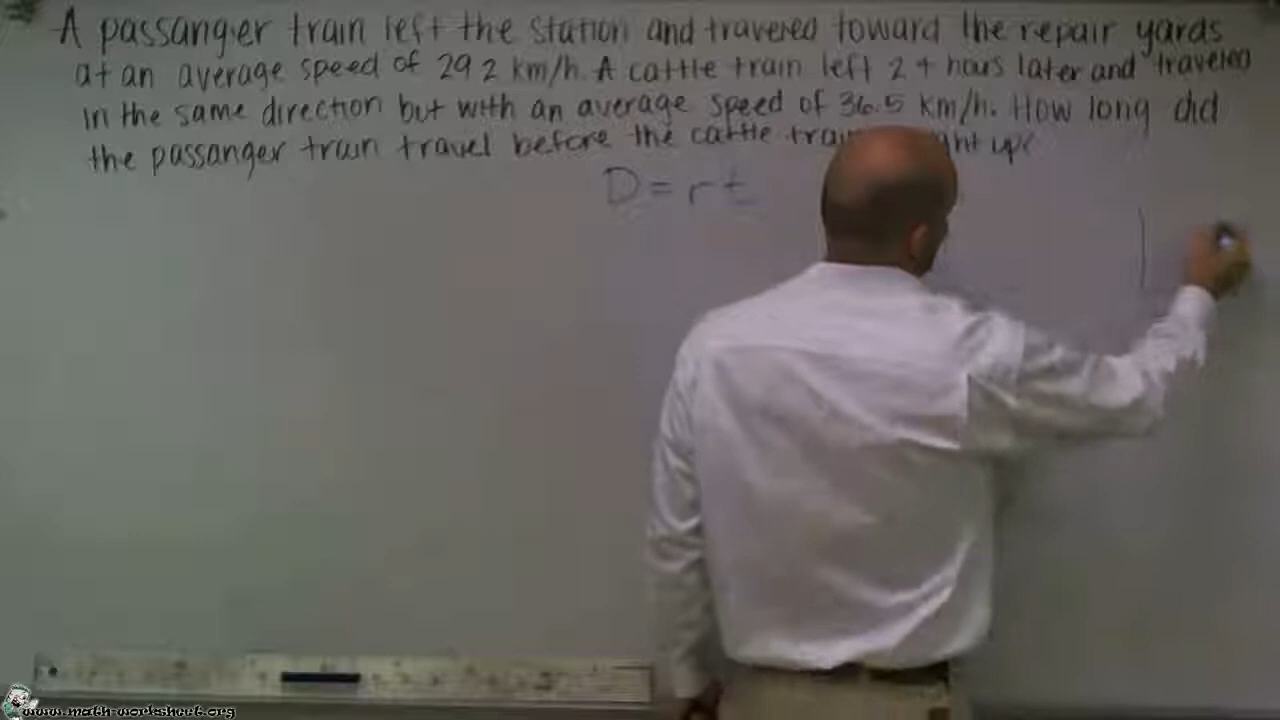 A passanger train left the station and travered toward the repair yards
at an average speed of 29 2 km/h. A cattle train left 2 4 hours later and traveled
in the same direction but with an average speed of 36.5 km/h. How long did
the passanger train travel before the cattle up?
D = rt
www.math-worksheet.org